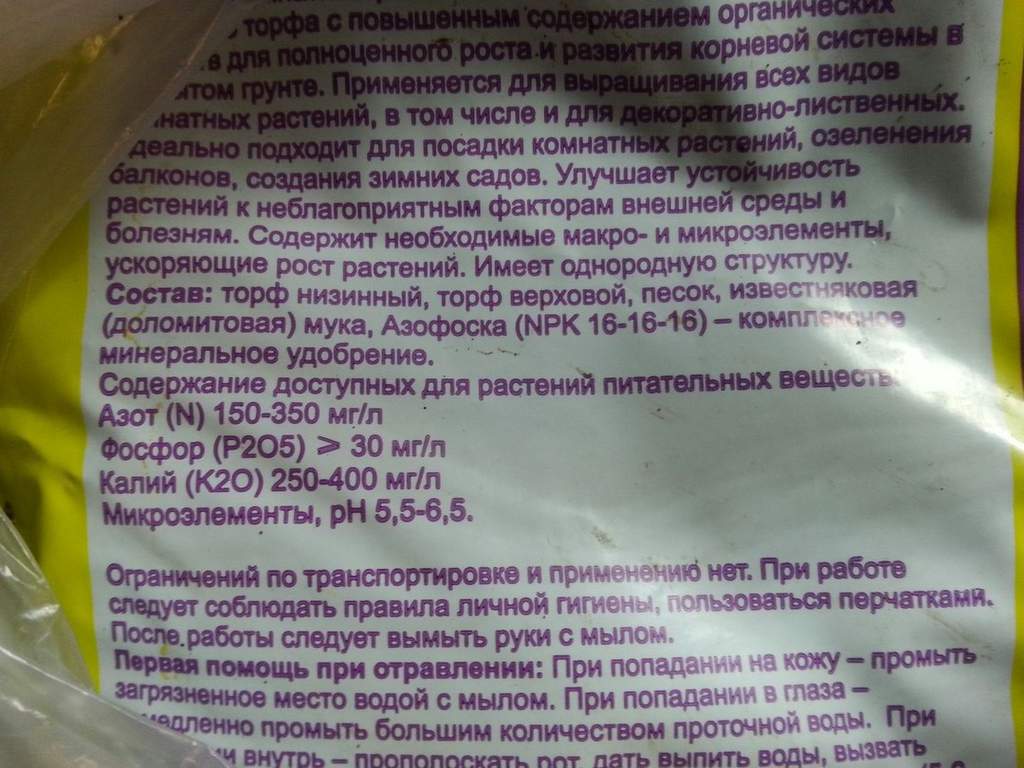 торфа с повышенным содержанием органических
для полноценного роста и развития корневой системы в
грунте. Применяется для выращивания всех видов
растений, в том числе и для декоративно-лиственных.
подходит для посадки комнатных растений, озеленения
балконов, создания зимних садов. Улучшает устойчивость
растений к неблагоприятным факторам внешней среды и
болезням. Содержит необходимые макро- и микроэлементы,
ускоряющие рост растений. Имеет однородную структуру.
Состав: торф низинный, торф верховой, песок, известняковая
(доломитовая) мука, Азофоска (NPK 16-16-16) – комплексное
минеральное удобрение.
Содержание доступных для растений питательных веществ:
Азот (N) 150-350 мг/л
Фосфор (P2O5) ⩾ 30 мг/л
Калий (K2O) 250-400 мг/л
Микроэлементы, pH 5,5-6,5.
Ограничений по транспортировке и применению нет. При работе
следует соблюдать правила личной гигиены, пользоваться перчатками.
После работы следует вымыть руки с мылом.
Первая помощь при отравлении: При попадании на кожу – промыть
загрязненное место водой с мылом. При попадании в глаза –
промыть большим количеством проточной воды. При
внутрь – прополоскать рот, дать выпить воды, вызвать